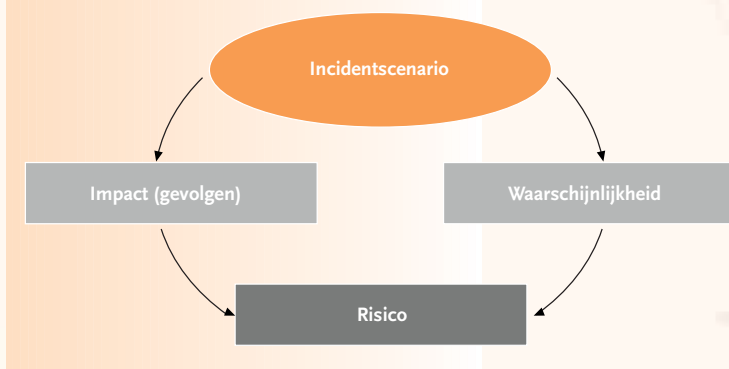 Incidentscenario
Impact (gevolgen)
Waarschijnlijkheid
Risico